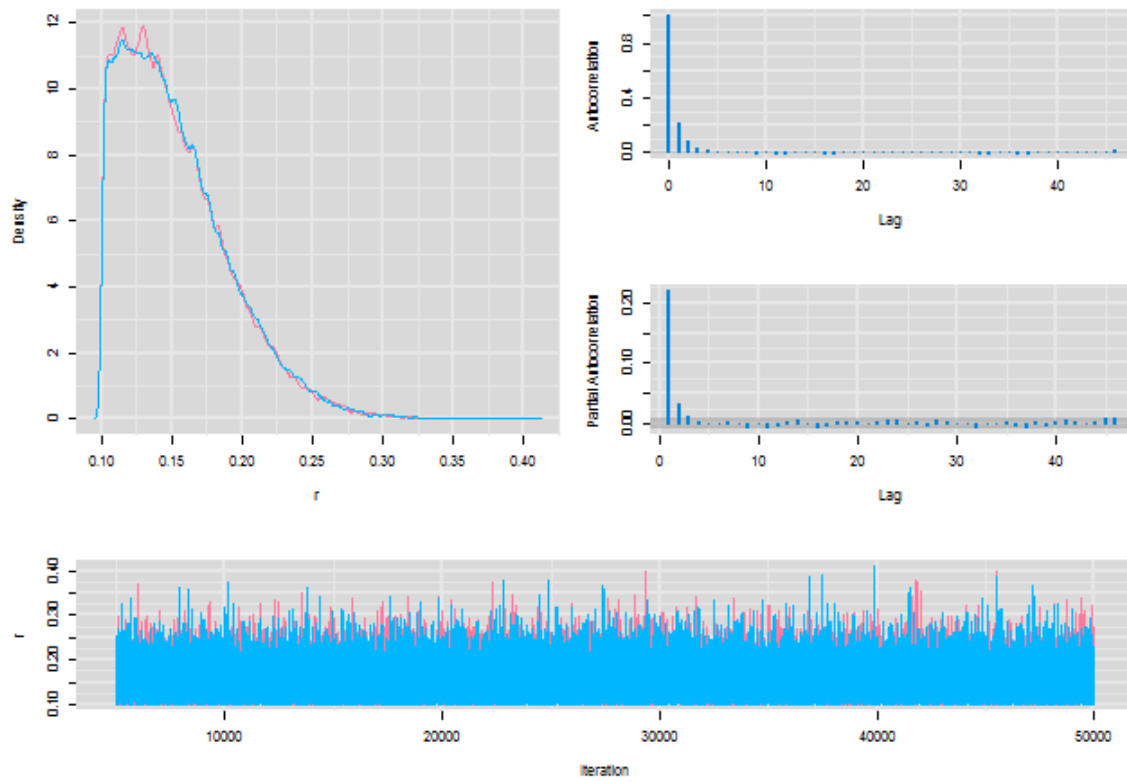 Density
0 2 4 6 8 10 12
0.10 0.15 0.20 0.25 0.30 0.35 0.40
r
Autocorrelation
0.0 0.4 0.8
0 10 20 30 40
Lag
Partial Autocorrelation
0.00 0.10 0.20
0 10 20 30 40
Lag
r
0.10 0.20 0.30 0.40
10000 20000 30000 40000 50000
Iteration